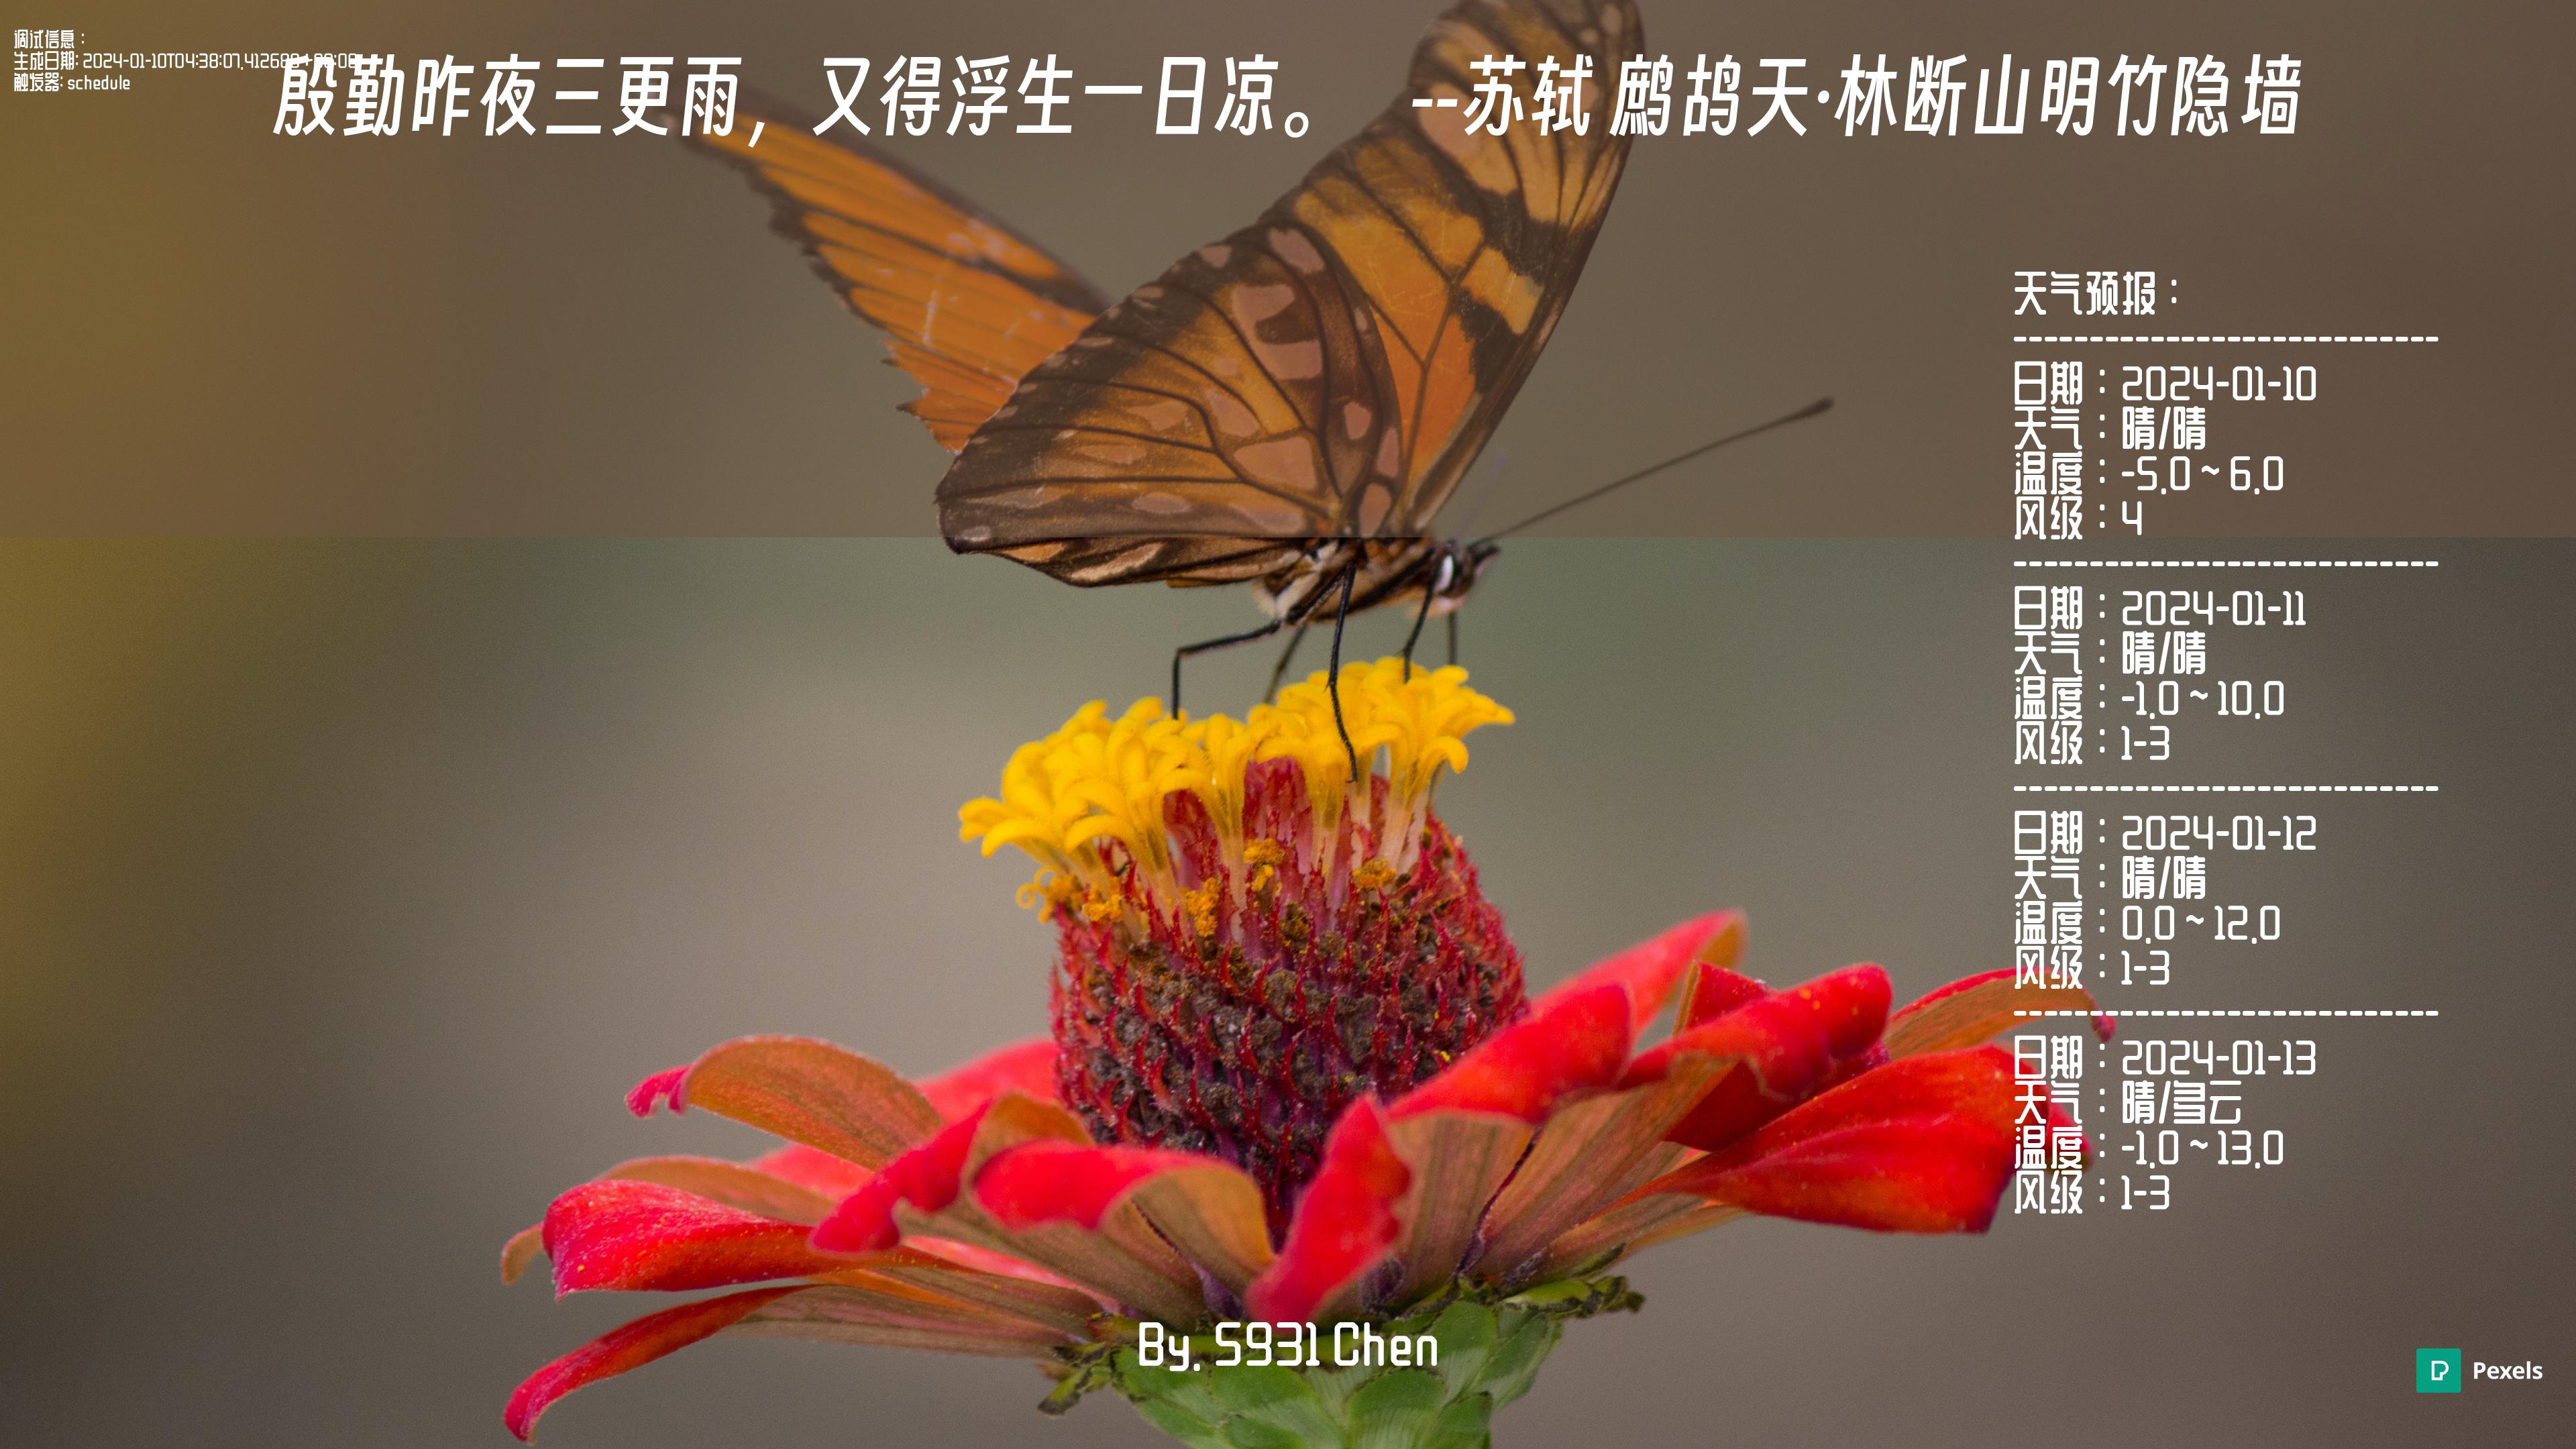 调试信息：
生成日期: 2024-01-10T04:38:07.412689+00:00
触发器: schedule
殷勤昨夜三更雨，又得浮生一日凉。 --苏轼 鹧鸪天·林断山明竹隐墙
天气预报：
----------------------------
日期：2024-01-10
天气：晴/晴
温度：-5.0 ~ 6.0
风级：4
----------------------------
日期：2024-01-11
天气：晴/晴
温度：-1.0 ~ 10.0
风级：1-3
----------------------------
日期：2024-01-12
天气：晴/晴
温度：0.0 ~ 12.0
风级：1-3
----------------------------
日期：2024-01-13
天气：晴/多云
温度：-1.0 ~ 13.0
风级：1-3
By. S931 Chen
Pexels